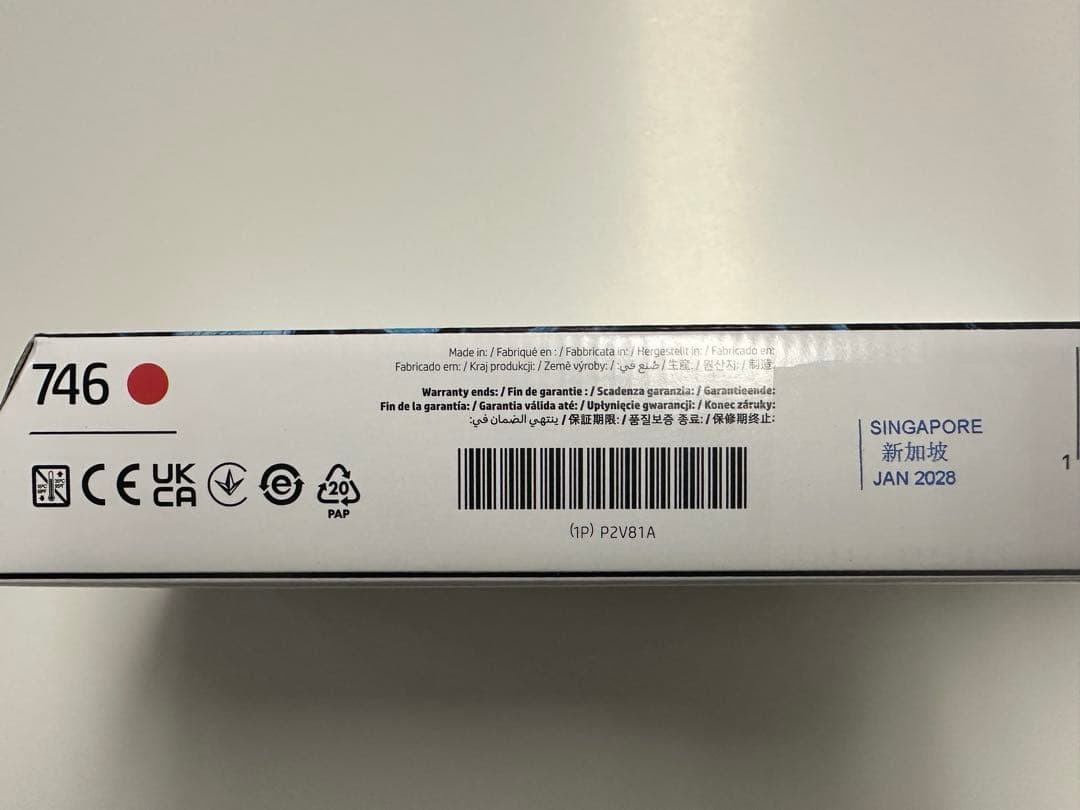 746
Made in: / Fabriqué en : / Fabbricata in: / Hergestellt in: / Fabricado en:
Fabricado em: / Kraj produkcji: / Země výroby: / صنع في: / 生産: / 원산지: / 制造:
Warranty ends: / Fin de garantie : / Scadenza garanzia: / Garantieende:
Fin de la garantía: / Garantia válida até: / Upłynięcie gwarancji: / Konec záruky:
ينتهي الضمان في: / 保証期限: / 품질보증 종료: / 保修期终止:
SINGAPORE
新加坡
JAN 2028
CE
UK
CA
e
20
PAP
(1P) P2V81A
1